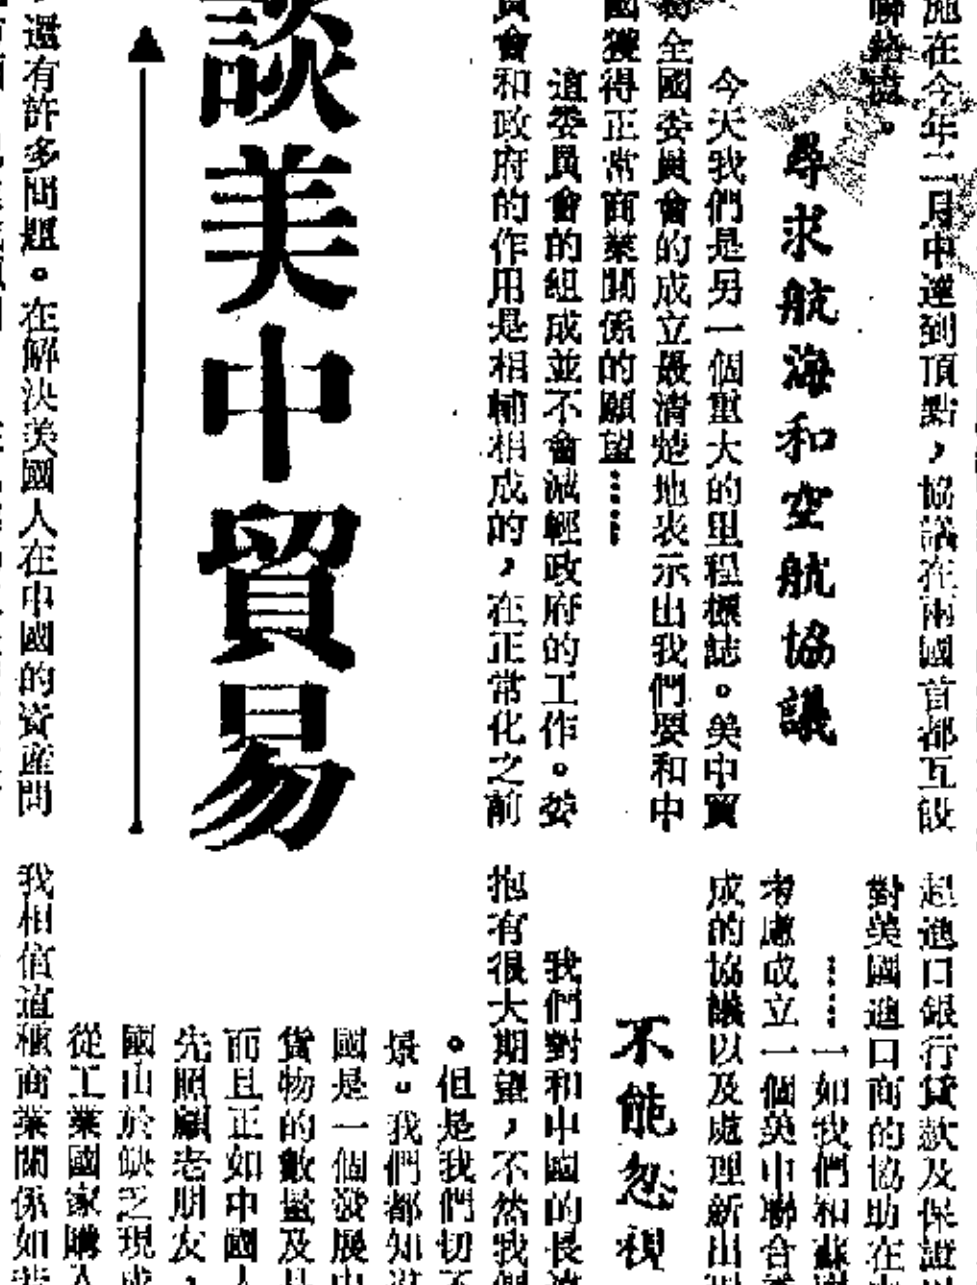 施在今年二月中達到頂點，協議在兩國首都互設
聯絡處。
尋求航海和空航協議
今天我們是另一個重大的里程標誌。美中貿
易全國委員會的成立最清楚地表示出我們要和中
國獲得正常商業關係的願望……
這委員會的組成並不會減輕政府的工作。委
員會和政府的作用是相輔相成的，在正常化之前
談美中貿易
還有許多問題。在解決美國人在中國的資產問
起進口銀行貸款及保證
對美國進口商的協助在
……一如我們和蘇
考慮成立一個美中聯合
成的協議以及處理新出
不能忽視
我們對和中國的長
抱有很大期望，不然我們
。但是我們切不
景。我們都知道
國是一個發展中
貨物的數量及
而且正如中國人
先照顧老朋友，
國由於缺乏現成
從工業國家購入
我相信這種商業關係如